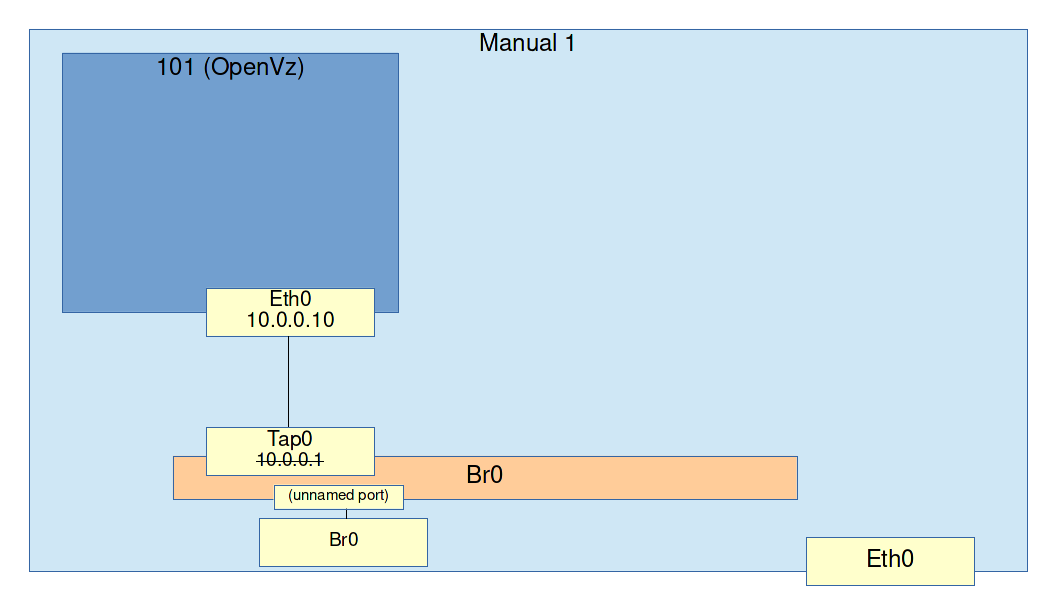 Manual 1
101 (OpenVz)
Eth0
10.0.0.10
Tap0
10.0.0.1
Br0
(unnamed port)
Br0
Eth0